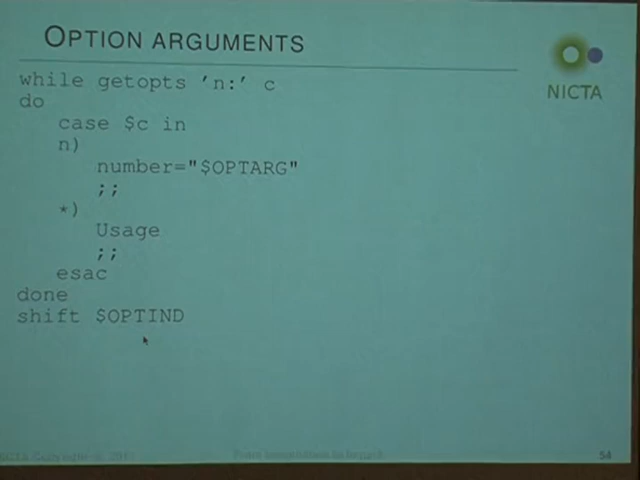 OPTION ARGUMENTS
NICTA
while getopts 'n:' c
do
case $c in
n)
number="$OPTARG"
;;
*)
Usage
;;
esac
done
shift $OPTIND
54